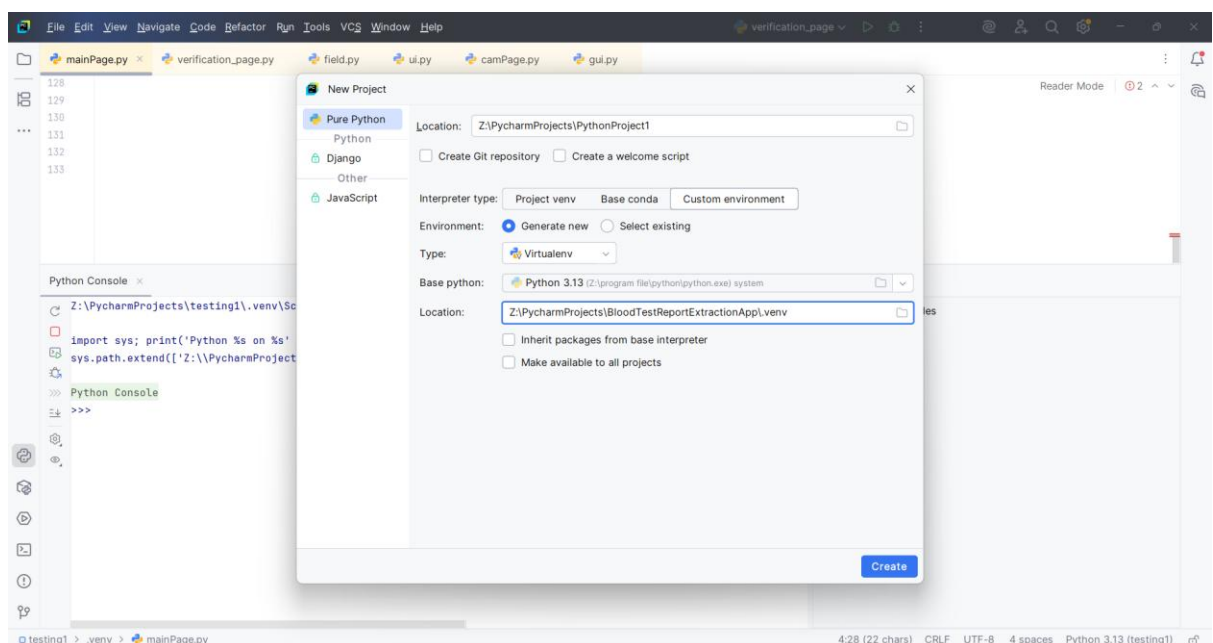 File Edit View Navigate Code Refactor Run Tools VCS Window Help
verification_page
mainPage.py verification_page.py field.py ui.py camPage.py gui.py
128
129
130
131
132
133
Reader Mode 2
New Project
Pure Python
Python
Django
Other
JavaScript
Location: Z:\PycharmProjects\PythonProject1
Create Git repository Create a welcome script
Interpreter type: Project venv Base conda Custom environment
Environment: Generate new Select existing
Type: Virtualenv
Base python: Python 3.13 (Z:\program file\python\python.exe) system
Location: Z:\PycharmProjects\BloodTestReportExtractionApp\.venv
Inherit packages from base interpreter
Make available to all projects
Create
Python Console
Z:\PycharmProjects\testing1\.venv\Sc
import sys; print('Python %s on %s'
sys.path.extend(['Z:\\PycharmProject
Python Console
>>>
les
testing1 > .venv > mainPage.py
4:28 (22 chars) CRLF UTF-8 4 spaces Python 3.13 (testing1)